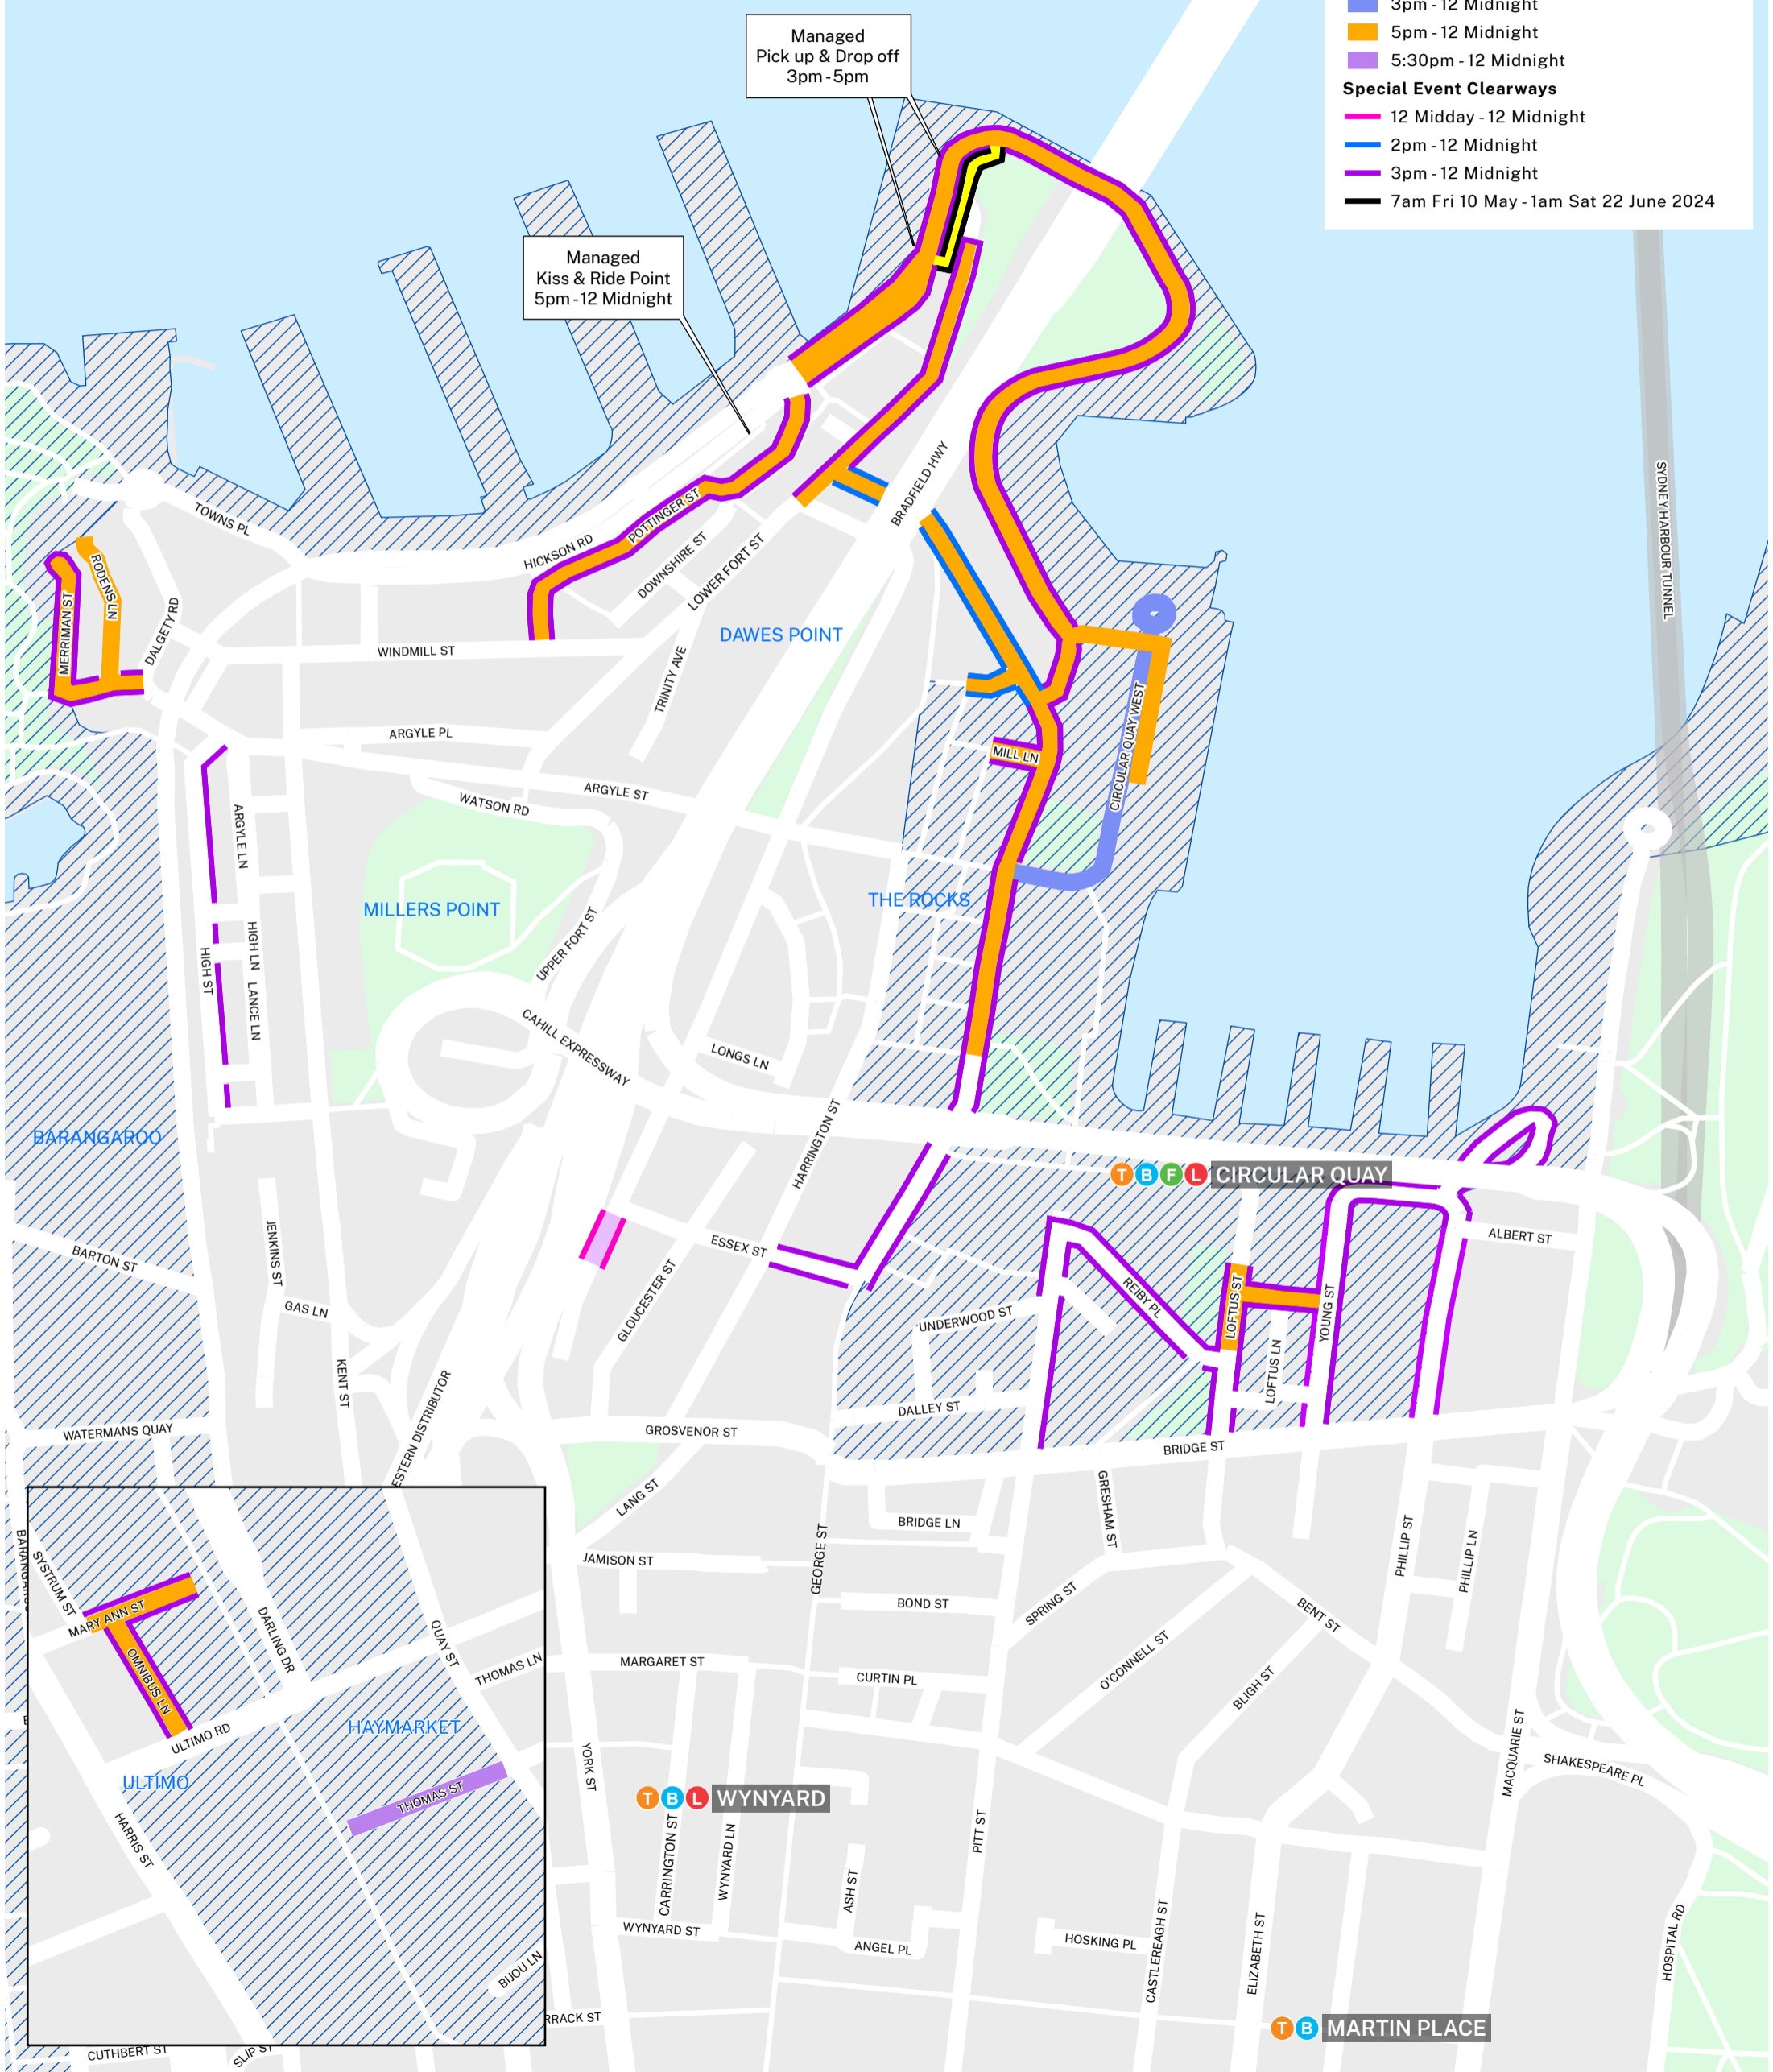 3pm - 12 Midnight
5pm - 12 Midnight
5:30pm - 12 Midnight
Special Event Clearways
12 Midday - 12 Midnight
2pm - 12 Midnight
3pm - 12 Midnight
7am Fri 10 May - 1am Sat 22 June 2024
Managed
Pick up & Drop off
3pm - 5pm
Managed
Kiss & Ride Point
5pm - 12 Midnight
SYDNEY HARBOUR TUNNEL
BRADFIELD HWY
TOWNS PL
POTTINGER ST
HICKSON RD
DOWNSHIRE ST
LOWER FORT ST
RODENS LN
MERRIMAN ST
DALGETY RD
DAWES POINT
WINDMILL ST
TRINITY AVE
CIRCULAR QUAY WEST
ARGYLE PL
MILL LN
ARGYLE ST
WATSON RD
ARGYLE LN
THE ROCKS
MILLERS POINT
UPPER FORT ST
HIGH LN
HIGH ST
LANCE LN
CAHILL EXPRESSWAY
LONGS LN
BARANGAROO
HARRINGTON ST
T B F L CIRCULAR QUAY
ALBERT ST
ESSEX ST
JENKINS ST
BARTON ST
REIBY PL
LOFTUS ST
YOUNG ST
GAS LN
GLOUCESTER ST
UNDERWOOD ST
LOFTUS LN
KENT ST
DALLEY ST
WATERMANS QUAY
ESTERN DISTRIBUTOR
GROSVENOR ST
BRIDGE ST
LANG ST
GRESHAM ST
BRIDGE LN
PHILLIP ST
PHILLIP LN
GEORGE ST
JAMISON ST
SYSTRUM ST
BOND ST
SPRING ST
BENT ST
MARY ANN ST
DARLING DR
QUAY ST
OMNIBUS LN
THOMAS LN
MARGARET ST
CURTIN PL
O'CONNELL ST
BLIGH ST
ULTIMO RD
HAYMARKET
MACQUARIE ST
ULTIMO
THOMAS ST
YORK ST
SHAKESPEARE PL
T B L WYNYARD
HARRIS ST
CARRINGTON ST
WYNYARD LN
PITT ST
ASH ST
WYNYARD ST
ANGEL PL
HOSKING PL
CASTLEREAGH ST
ELIZABETH ST
HOSPITAL RD
BIJOU LN
RRACK ST
T B MARTIN PLACE
CUTHBERT ST
SLIP ST